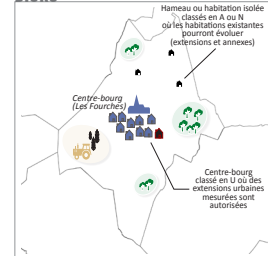 Hameau ou habitation isolée
classés en A ou N
où les habitations existantes
pourront évoluer
(extensions et annexes)
Centre-bourg
(Les Fourches)
Centre-bourg
classé en U où des
extensions urbaines
mesurées sont
autorisées